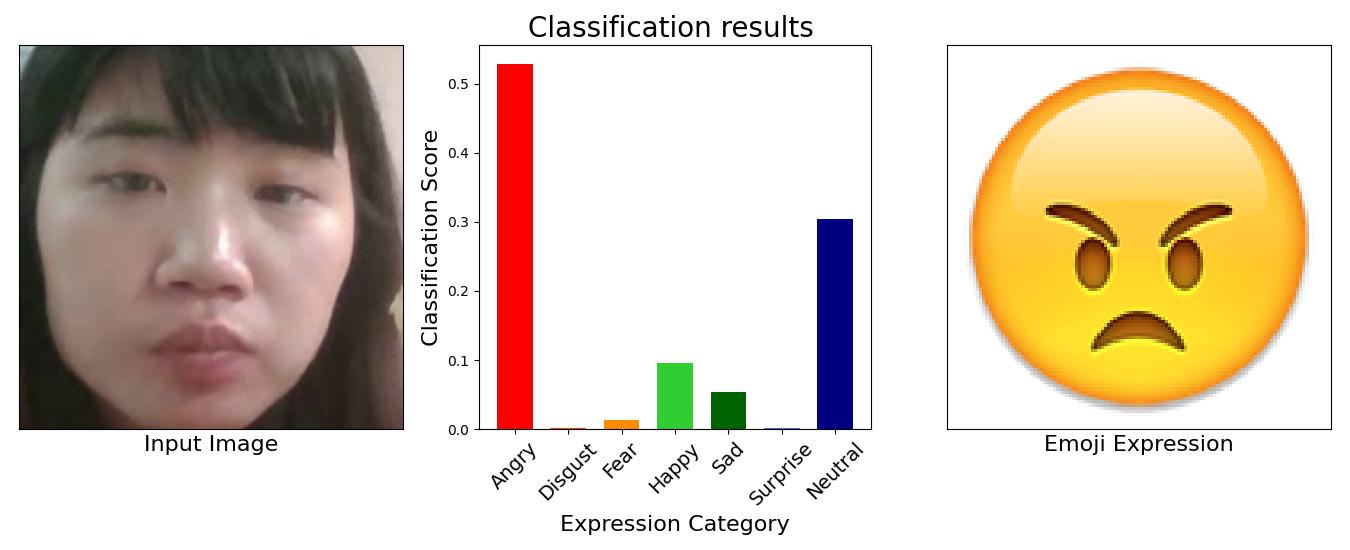 Classification results
Classification Score
0.5
0.4
0.3
0.2
0.1
0.0
Angry
Disgust
Fear
Happy
Sad
Surprise
Neutral
Expression Category
Input Image
Emoji Expression